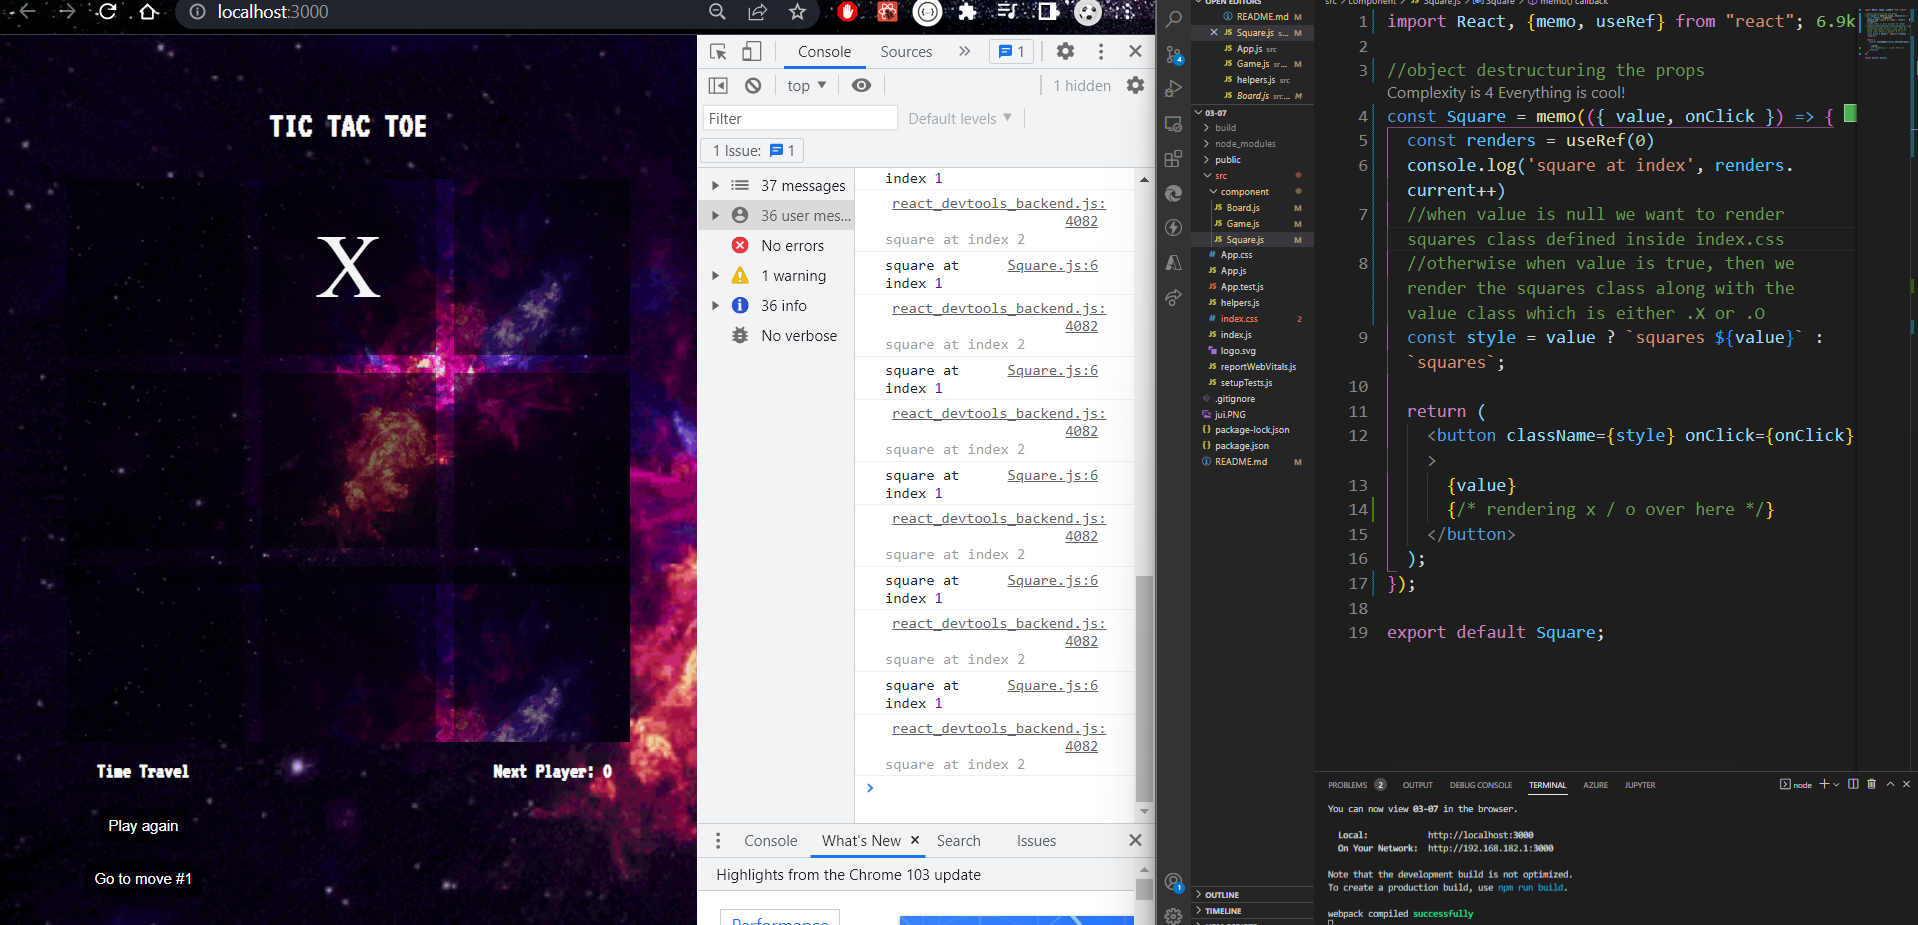 localhost:3000
TIC TAC TOE
X
Time Travel
Next Player: O
Play again
Go to move #1
Console
Sources
1
top
1 hidden
Filter
Default levels
1 Issue:
1
37 messages
36 user mes...
No errors
1 warning
36 info
No verbose
index 1
react_devtools_backend.js:
4082
square at index 2
square at Square.js:6
index 1
react_devtools_backend.js:
4082
square at index 2
square at Square.js:6
index 1
react_devtools_backend.js:
4082
square at index 2
square at Square.js:6
index 1
react_devtools_backend.js:
4082
square at index 2
square at Square.js:6
index 1
react_devtools_backend.js:
4082
square at index 2
square at Square.js:6
index 1
react_devtools_backend.js:
4082
square at index 2
Console
What's New
Search
Issues
Highlights from the Chrome 103 update
Performance
4
1
OPEN EDITORS
README.md M
Square.js s... M
App.js src
Game.js sr... M
helpers.js src
Board.js src... M
03-07
build
node_modules
public
src
component
Board.js M
Game.js M
Square.js M
App.css
App.js
App.test.js
helpers.js
index.css 2
index.js
logo.svg
reportWebVitals.js
setupTests.js
.gitignore
jui.PNG
package-lock.json
package.json
README.md M
OUTLINE
TIMELINE
src > component > Square.js > Square > memo() callback
1 import React, {memo, useRef} from "react"; 6.9k
2
3 //object destructuring the props
Complexity is 4 Everything is cool!
4 const Square = memo(({ value, onClick }) => {
5 const renders = useRef(0)
6 console.log('square at index', renders.
current++)
7 //when value is null we want to render
squares class defined inside index.css
8 //otherwise when value is true, then we
render the squares class along with the
value class which is either .X or .O
9 const style = value ? `squares ${value}` :
`squares`;
10
11 return (
12 <button className={style} onClick={onClick}
>
13 {value}
14 {/* rendering x / o over here */}
15 </button>
16 );
17 });
18
19 export default Square;
PROBLEMS 2 OUTPUT DEBUG CONSOLE TERMINAL AZURE JUPYTER
node
You can now view 03-07 in the browser.
Local: http://localhost:3000
On Your Network: http://192.168.182.1:3000
Note that the development build is not optimized.
To create a production build, use npm run build.
webpack compiled successfully